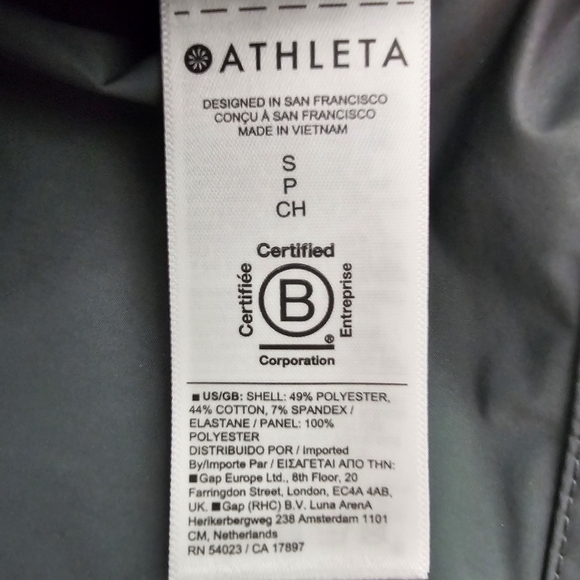 ATHLETA
DESIGNED IN SAN FRANCISCO
CONÇU À SAN FRANCISCO
MADE IN VIETNAM
S
P
CH
Certified
Certifiée
B
Entreprise
®
Corporation
■ US/GB: SHELL: 49% POLYESTER,
44% COTTON, 7% SPANDEX /
ELASTANE / PANEL: 100%
POLYESTER
DISTRIBUIDO POR / Imported
By/Importe Par / ΕΙΣΑΓΕΤΑΙ ΑΠΟ ΤΗΝ:
■ Gap Europe Ltd., 8th Floor, 20
Farringdon Street, London, EC4A 4AB,
UK. ■ Gap (RHC) B.V. Luna ArenA
Herikerbergweg 238 Amsterdam 1101
CM, Netherlands
RN 54023 / CA 17897